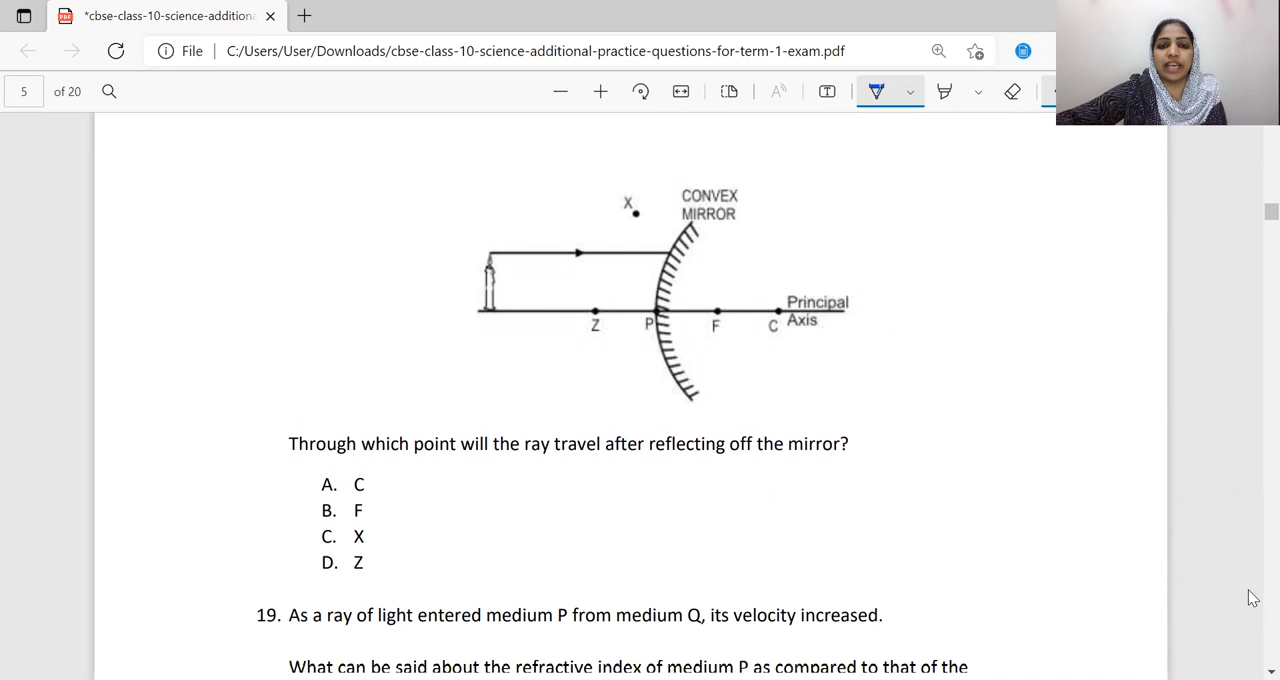 *cbse-class-10-science-additiona
File
C:/Users/User/Downloads/cbse-class-10-science-additional-practice-questions-for-term-1-exam.pdf
5 of 20
X
CONVEX
MIRROR
Principal
Axis
Z
P
F
C
Through which point will the ray travel after reflecting off the mirror?
A. C
B. F
C. X
D. Z
19. As a ray of light entered medium P from medium Q, its velocity increased.
What can be said about the refractive index of medium P as compared to that of the